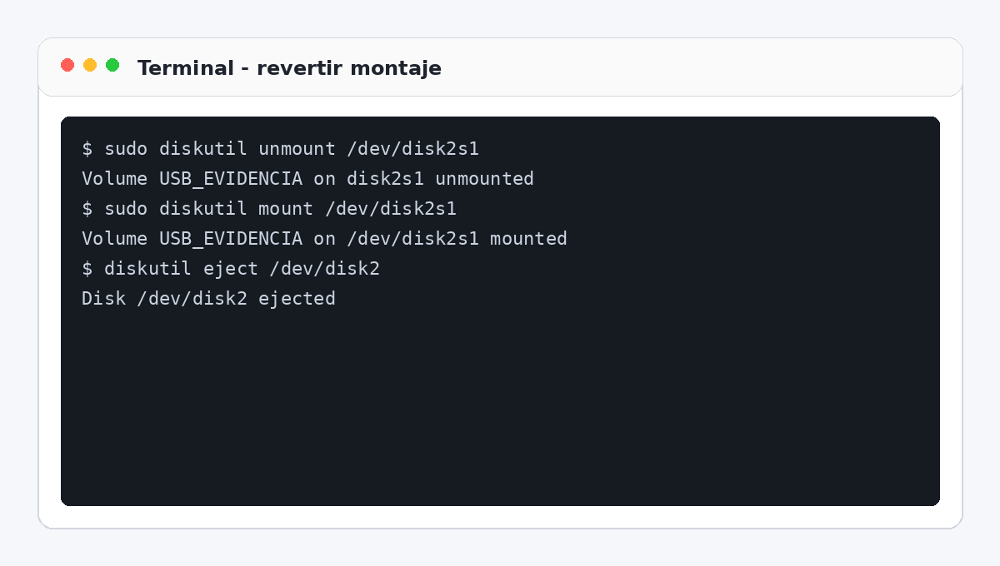 Terminal - revertir montaje
$ sudo diskutil unmount /dev/disk2s1
Volume USB_EVIDENCIA on disk2s1 unmounted
$ sudo diskutil mount /dev/disk2s1
Volume USB_EVIDENCIA on /dev/disk2s1 mounted
$ diskutil eject /dev/disk2
Disk /dev/disk2 ejected